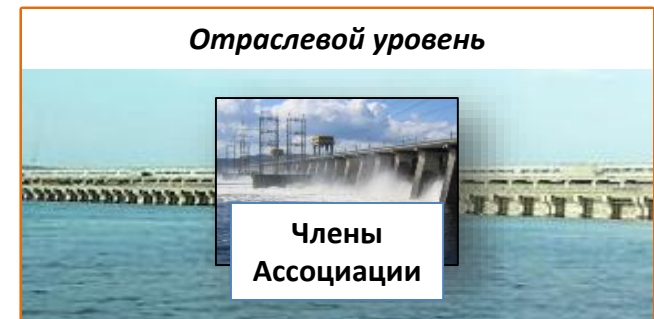 Отраслевой уровень
Члены
Ассоциации